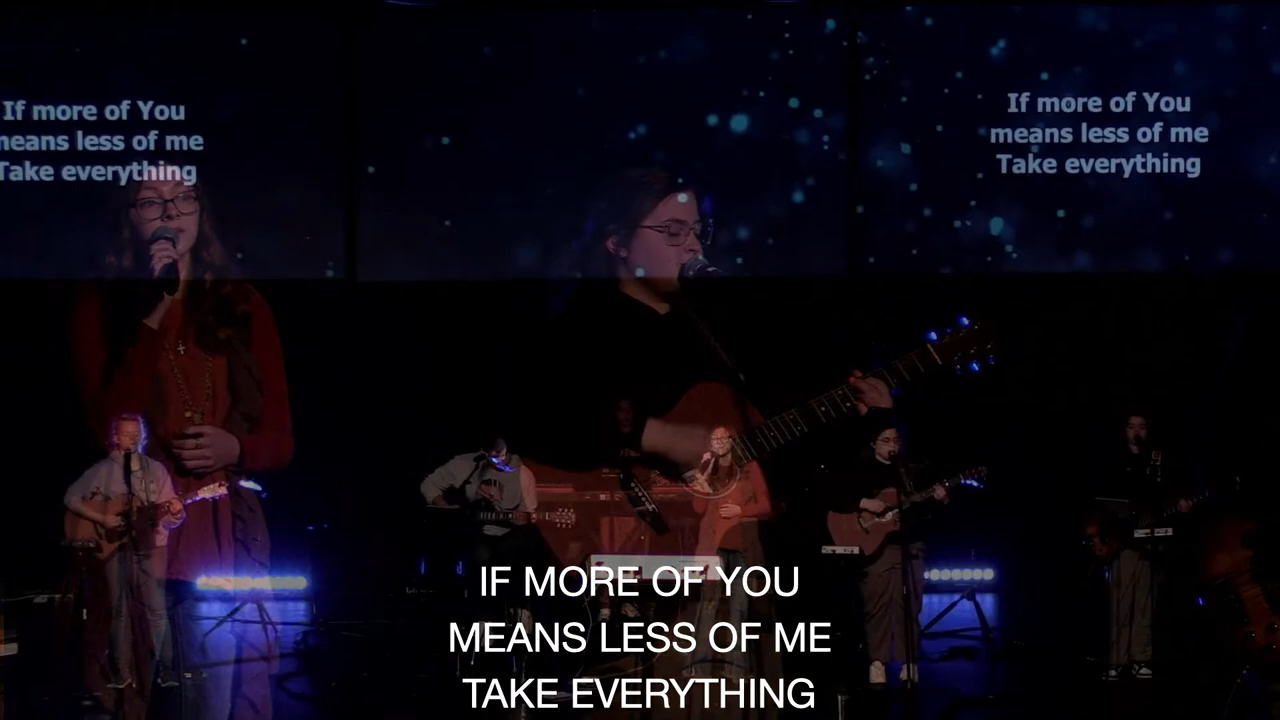 If more of You
means less of me
Take everything
If more of You
means less of me
Take everything
IF MORE OF YOU
MEANS LESS OF ME
TAKE EVERYTHING